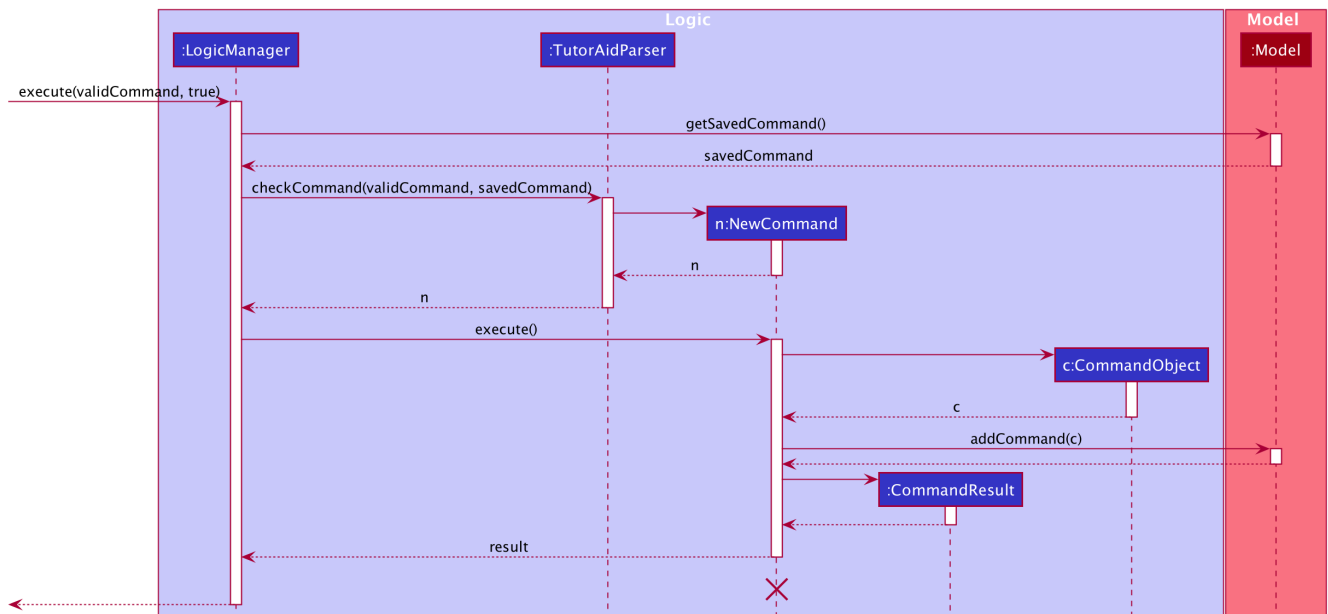 Logic
Model
:LogicManager
:TutorAidParser
:Model
execute(validCommand, true)
getSavedCommand()
savedCommand
checkCommand(validCommand, savedCommand)
n:NewCommand
n
n
execute()
c:CommandObject
c
addCommand(c)
:CommandResult
result